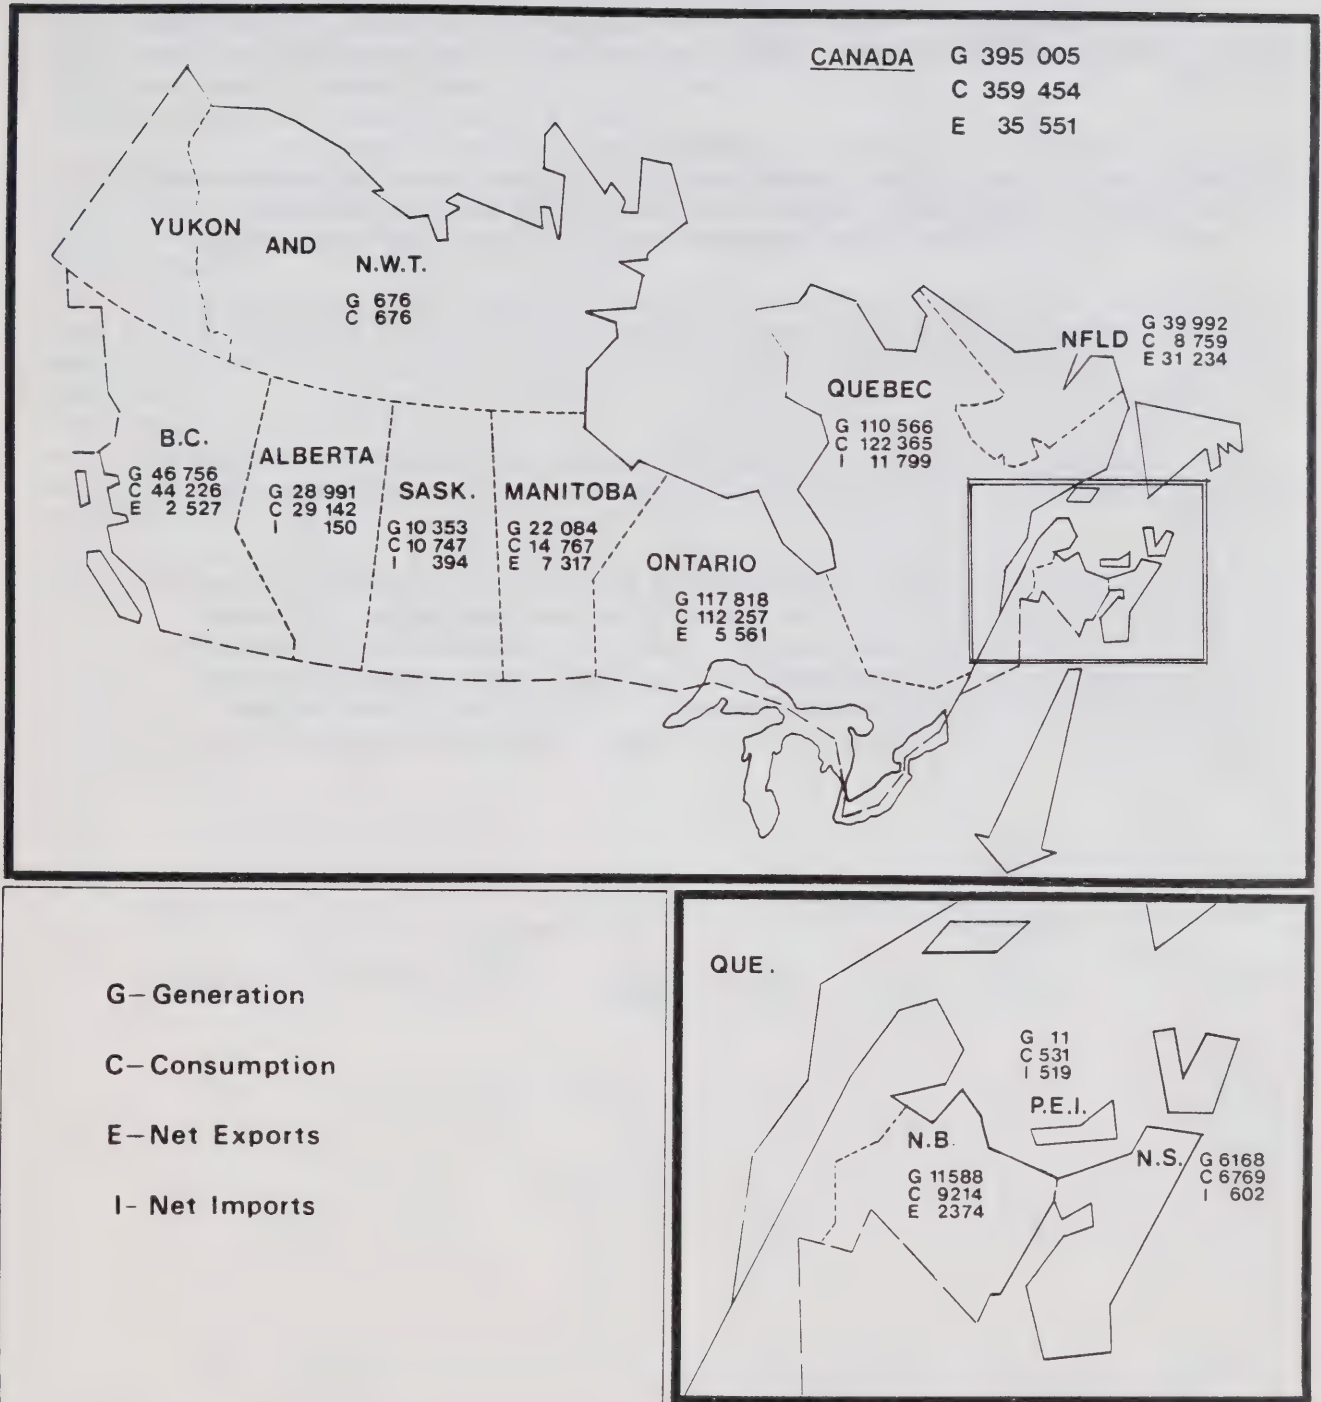 CANADA G 395 005
C 359 454
E 35 551
YUKON AND N.W.T.
G 676
C 676
NFLD
G 39 992
C 8 759
E 31 234
QUEBEC
G 110 566
C 122 365
I 11 799
B.C.
G 46 756
C 44 226
E 2 527
ALBERTA
G 28 991
C 29 142
I 150
SASK.
G 10 353
C 10 747
I 394
MANITOBA
G 22 084
C 14 767
E 7 317
ONTARIO
G 117 818
C 112 257
E 5 561
G-Generation
C-Consumption
E-Net Exports
I-Net Imports
QUE.
G 11
C 531
I 519
P.E.I.
N.B.
G 11588
C 9214
E 2374
N.S.
G 6168
C 6769
I 602